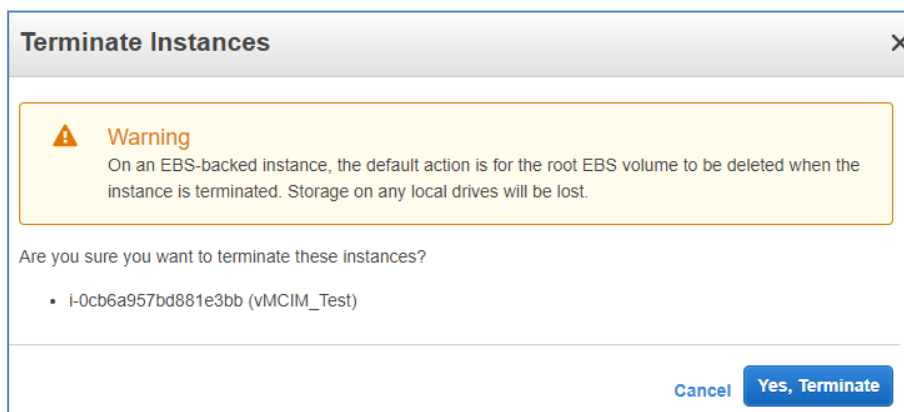 Terminate Instances
Warning
On an EBS-backed instance, the default action is for the root EBS volume to be deleted when the
instance is terminated. Storage on any local drives will be lost.
Are you sure you want to terminate these instances?
• i-0cb6a957bd881e3bb (vMCIM_Test)
Cancel Yes, Terminate